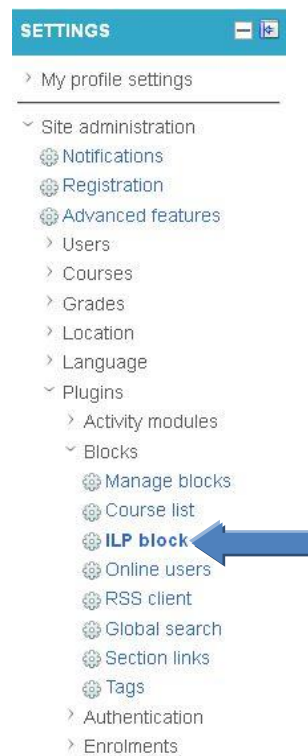 SETTINGS
My profile settings
Site administration
Notifications
Registration
Advanced features
Users
Courses
Grades
Location
Language
Plugins
Activity modules
Blocks
Manage blocks
Course list
ILP block
Online users
RSS client
Global search
Section links
Tags
Authentication
Enrolments